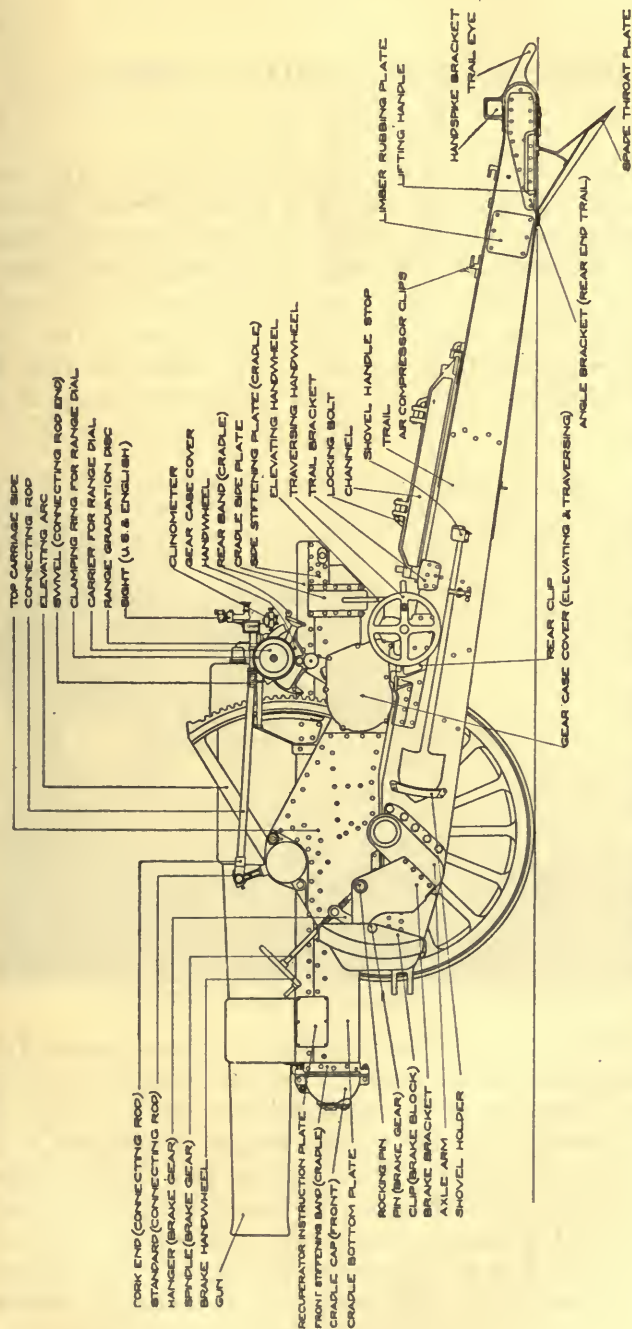 TOP CARRIAGE SIDE
CONNECTING ROD
ELEVATING ARC
SWIVEL (CONNECTING ROD END)
CLAMPING RING FOR RANGE DIAL
CARRIER FOR RANGE DIAL
RANGE GRADUATION DISC
SIGHT (U.S. & ENGLISH)
CLINOMETER
GEAR CASE COVER
HANDWHEEL
REAR BAND (CRADLE)
CRADLE SIDE PLATE
SIDE STIFFENING PLATE (CRADLE)
ELEVATING HANDWHEEL
TRAVERSING HANDWHEEL
TRAIL BRACKET
LOCKING BOLT
CHANNEL
SHOVEL HANDLE STOP
TRAIL
AIR COMPRESSOR CLIPS
LIMBER RUBBING PLATE
LIFTING HANDLE
HANDSPIKE BRACKET
TRAIL EYE
FORK END (CONNECTING ROD)
STANDARD (CONNECTING ROD)
HANGER (BRAKE GEAR)
SPINDLE (BRAKE GEAR)
BRAKE HANDWHEEL
GUN
RECUPERATOR INSTRUCTION PLATE
FRONT STIFFENING BAND (CRADLE)
CRADLE CAP (FRONT)
CRADLE BOTTOM PLATE
ROCKING PIN
PIN (BRAKE GEAR)
CLIP (BRAKE BLOCK)
BRAKE BRACKET
AXLE ARM
SHOVEL HOLDER
REAR CLIP
GEAR CASE COVER (ELEVATING & TRAVERSING)
ANGLE BRACKET (REAR END TRAIL)
SPADE THROAT PLATE